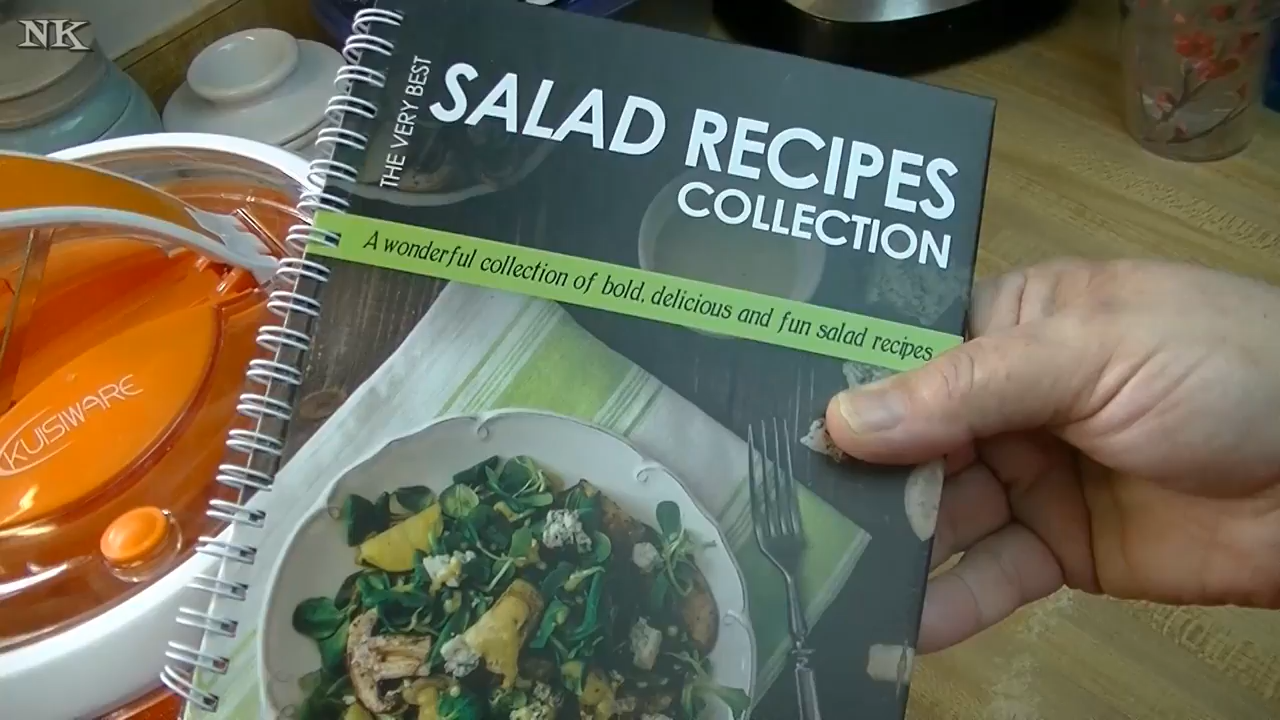 NK
THE VERY BEST
SALAD RECIPES
COLLECTION
A wonderful collection of bold, delicious and fun salad recipes
KUISIWARE